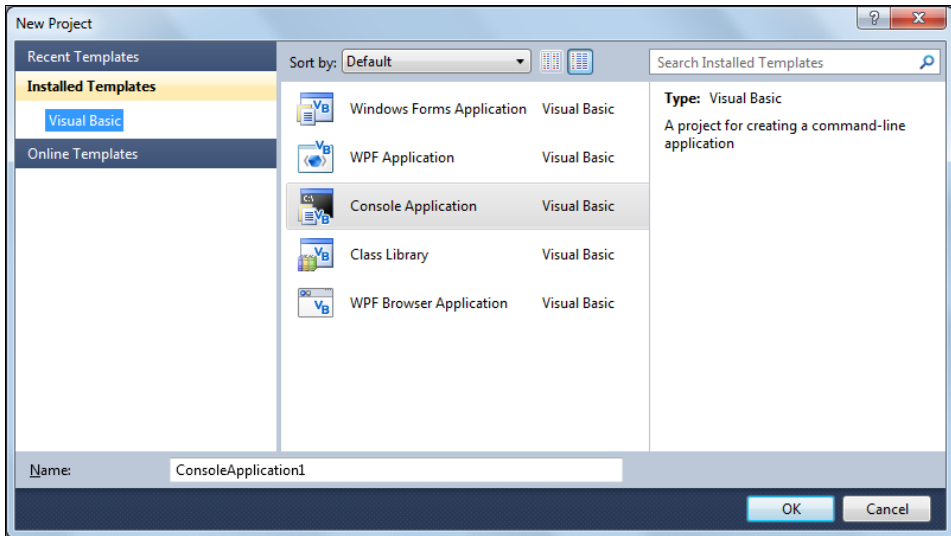 New Project
Recent Templates
Installed Templates
Visual Basic
Online Templates
Sort by: Default
Search Installed Templates
Windows Forms Application Visual Basic
WPF Application Visual Basic
Console Application Visual Basic
Class Library Visual Basic
WPF Browser Application Visual Basic
Type: Visual Basic
A project for creating a command-line
application
Name: ConsoleApplication1
OK Cancel